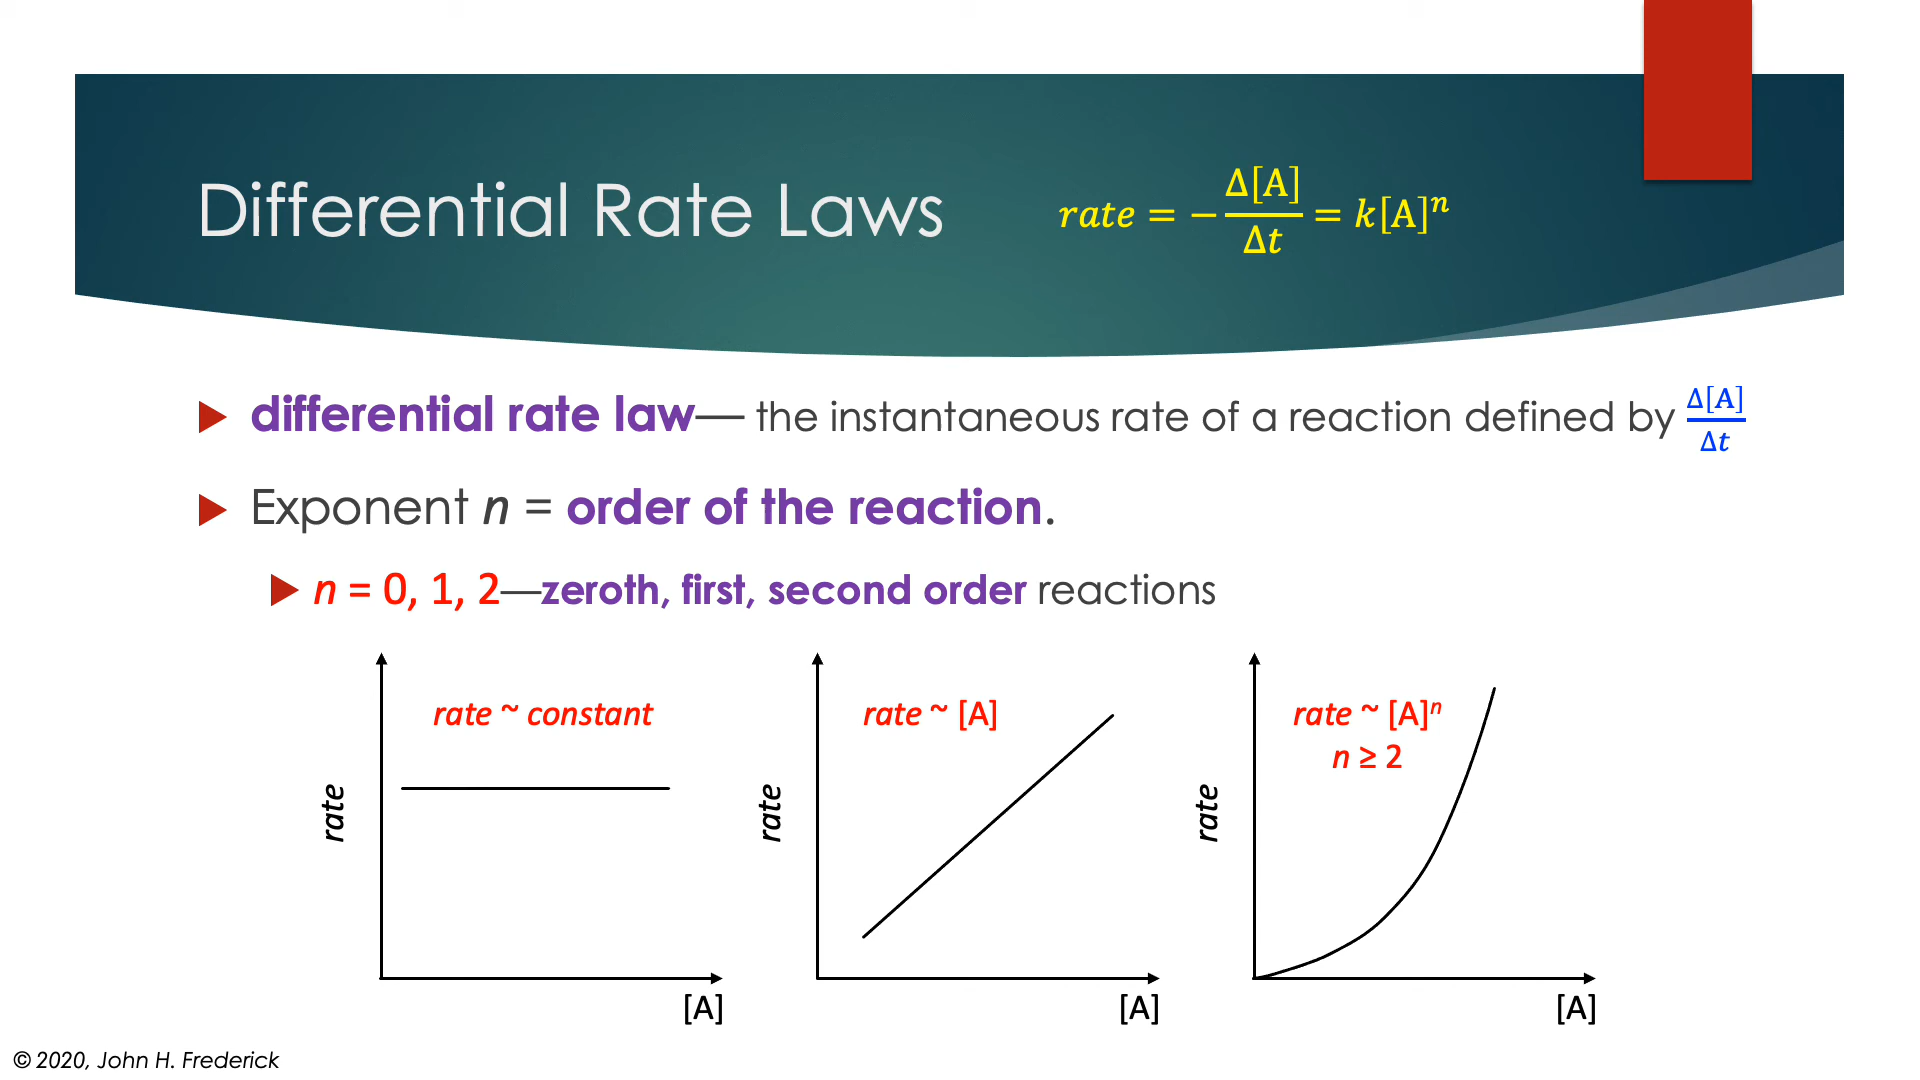 Differential Rate Laws
rate = − Δ[A]/Δt = k[A]ⁿ
differential rate law— the instantaneous rate of a reaction defined by Δ[A]/Δt
Exponent n = order of the reaction.
n = 0, 1, 2—zeroth, first, second order reactions
rate ~ constant
rate
[A]
rate ~ [A]
rate
[A]
rate ~ [A]ⁿ
n ≥ 2
rate
[A]
© 2020, John H. Frederick